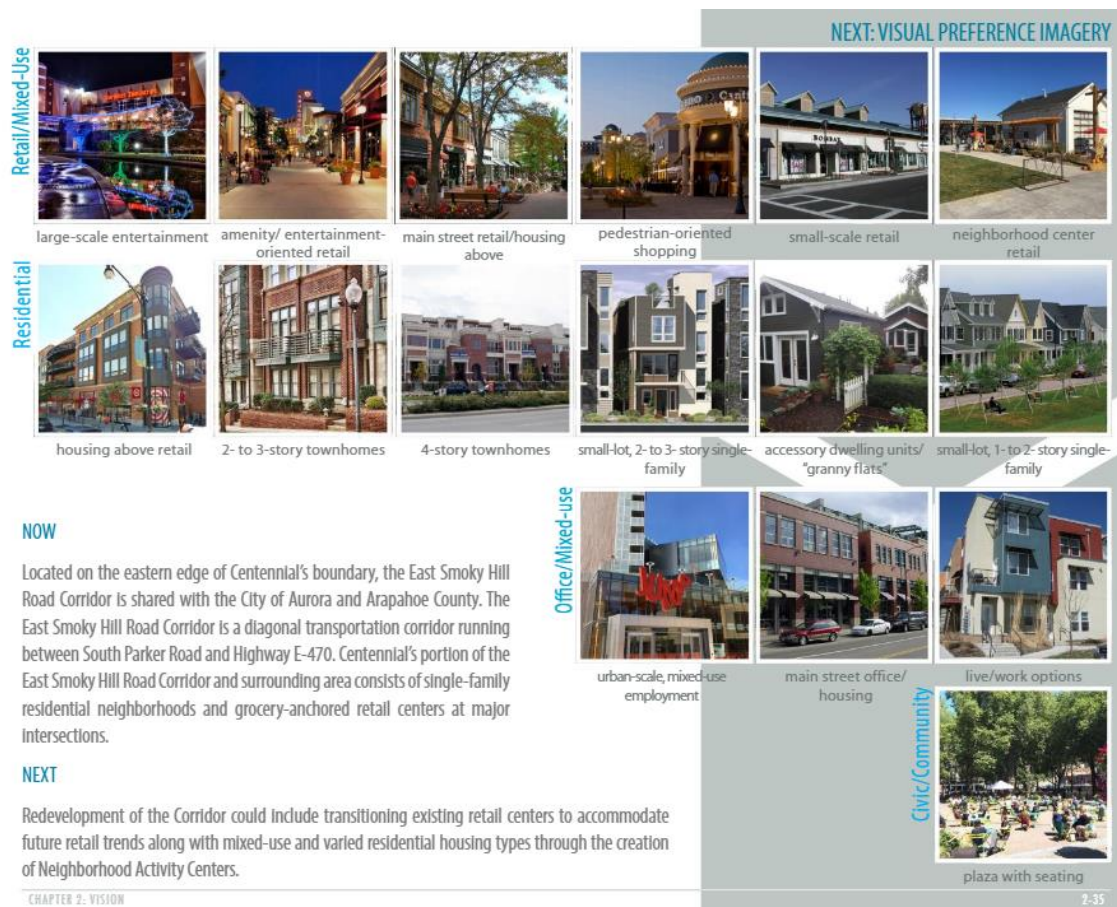 NEXT: VISUAL PREFERENCE IMAGERY
Retail/Mixed-Use
large-scale entertainment
amenity/ entertainment-
oriented retail
main street retail/housing
above
pedestrian-oriented
shopping
BOMBAY
small-scale retail
neighborhood center
retail
Residential
housing above retail
2- to 3-story townhomes
4-story townhomes
small-lot, 2- to 3- story single-
family
accessory dwelling units/
"granny flats"
small-lot, 1- to 2- story single-
family
Office/Mixed-use
urban-scale, mixed-use
employment
main street office/
housing
live/work options
Civic/Community
plaza with seating
NOW
Located on the eastern edge of Centennial's boundary, the East Smoky Hill
Road Corridor is shared with the City of Aurora and Arapahoe County. The
East Smoky Hill Road Corridor is a diagonal transportation corridor running
between South Parker Road and Highway E-470. Centennial's portion of the
East Smoky Hill Road Corridor and surrounding area consists of single-family
residential neighborhoods and grocery-anchored retail centers at major
intersections.
NEXT
Redevelopment of the Corridor could include transitioning existing retail centers to accommodate
future retail trends along with mixed-use and varied residential housing types through the creation
of Neighborhood Activity Centers.
CHAPTER 2: VISION
2-35